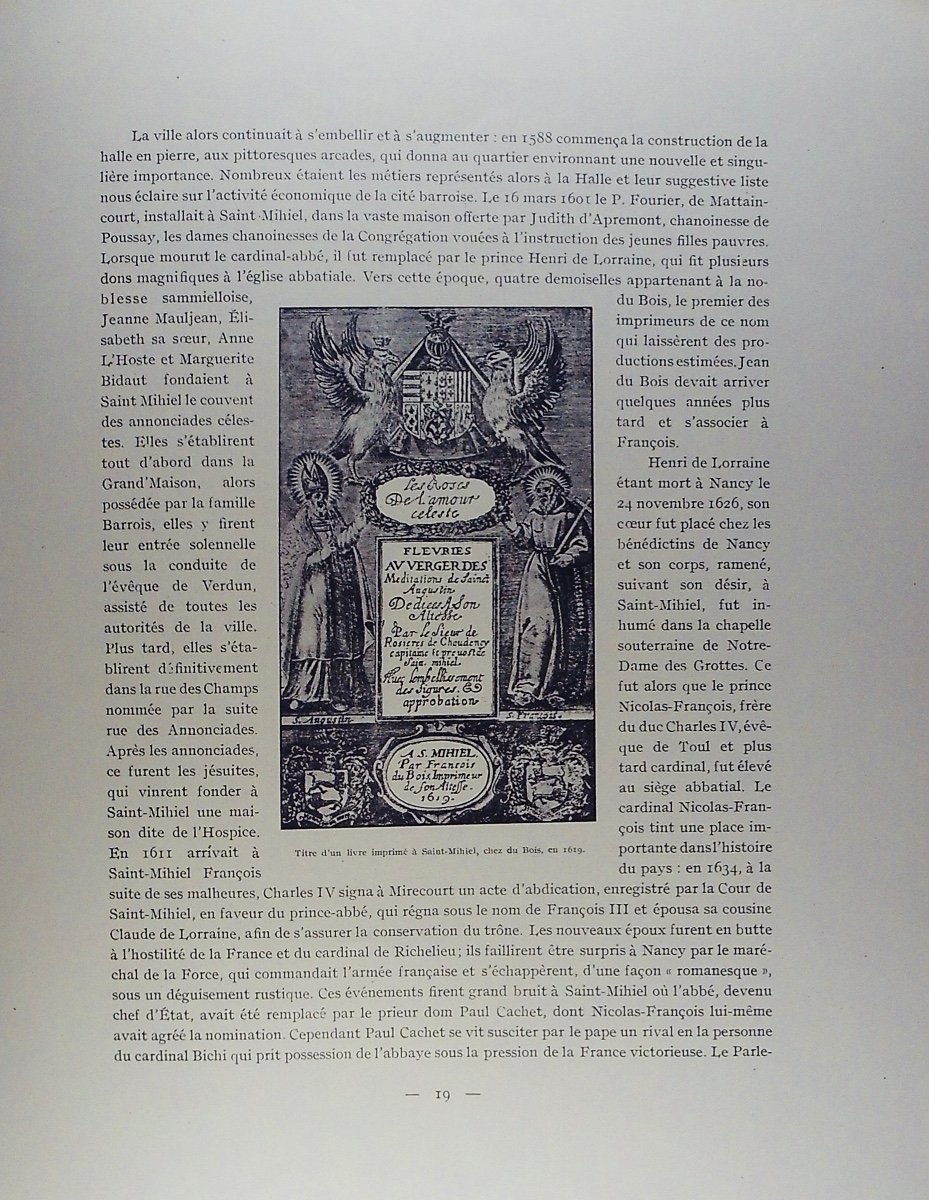 La ville alors continuait à s'embellir et à s'augmenter : en 1588 commença la construction de la
halle en pierre, aux pittoresques arcades, qui donna au quartier environnant une nouvelle et singu-
lière importance. Nombreux étaient les métiers représentés alors à la Halle et leur suggestive liste
nous éclaire sur l'activité économique de la cité barroise. Le 16 mars 1601 le P. Fourier, de Mattain-
court, installait à Saint-Mihiel, dans la vaste maison offerte par Judith d'Apremont, chanoinesse de
Poussay, les dames chanoinesses de la Congrégation vouées à l'instruction des jeunes filles pauvres.
Lorsque mourut le cardinal-abbé, il fut remplacé par le prince Henri de Lorraine, qui fit plusieurs
dons magnifiques à l'église abbatiale. Vers cette époque, quatre demoiselles appartenant à la no-
blesse sammielloise,
Jeanne Mauljean, Éli-
sabeth sa sœur, Anne
L'Hoste et Marguerite
Bidaut fondaient à
Saint Mihiel le couvent
des annonciades céles-
tes. Elles s'établirent
tout d'abord dans la
Grand'Maison, alors
possédée par la famille
Barrois, elles y firent
leur entrée solennelle
sous la conduite de
l'évêque de Verdun,
assisté de toutes les
autorités de la ville.
Plus tard, elles s'éta-
blirent définitivement
dans la rue des Champs
nommée par la suite
rue des Annonciades.
Après les annonciades,
ce furent les jésuites,
qui vinrent fonder à
Saint-Mihiel une mai-
son dite de l'Hospice.
En 1611 arrivait à
Saint-Mihiel François
du Bois, le premier des
imprimeurs de ce nom
qui laissèrent des pro-
ductions estimées. Jean
du Bois devait arriver
quelques années plus
tard et s'associer à
François.
Henri de Lorraine
étant mort à Nancy le
24 novembre 1626, son
cœur fut placé chez les
bénédictins de Nancy
et son corps, ramené,
suivant son désir, à
Saint-Mihiel, fut in-
humé dans la chapelle
souterraine de Notre-
Dame des Grottes. Ce
fut alors que le prince
Nicolas-François, frère
du duc Charles IV, évê-
que de Toul et plus
tard cardinal, fut élevé
au siège abbatial. Le
cardinal Nicolas-Fran-
çois tint une place im-
portante dans l'histoire
du pays : en 1634, à la
Les Roses
De L'amour
celeste
FLEVRIES
AV VERGER DES
Meditations de Sainct
Augustin
Dediees A Son
Altesse
Par le Sieur de
Rosieres de Chaudeney
capitaine et prevost de
Sain. mihiel
Avec lembellissement
des figures. &
approbation
S. Augustin
S. François
A S. MIHIEL
Par Francois
du Bois Imprimeur
de son Altesse.
1619.
Titre d'un livre imprimé à Saint-Mihiel, chez du Bois, en 1619.
suite de ses malheures, Charles IV signa à Mirecourt un acte d'abdication, enregistré par la Cour de
Saint-Mihiel, en faveur du prince-abbé, qui régna sous le nom de François III et épousa sa cousine
Claude de Lorraine, afin de s'assurer la conservation du trône. Les nouveaux époux furent en butte
à l'hostilité de la France et du cardinal de Richelieu ; ils faillirent être surpris à Nancy par le maré-
chal de la Force, qui commandait l'armée française et s'échappèrent, d'une façon « romanesque »,
sous un déguisement rustique. Ces événements firent grand bruit à Saint-Mihiel où l'abbé, devenu
chef d'État, avait été remplacé par le prieur dom Paul Cachet, dont Nicolas-François lui-même
avait agréé la nomination. Cependant Paul Cachet se vit susciter par le pape un rival en la personne
du cardinal Bichi qui prit possession de l'abbaye sous la pression de la France victorieuse. Le Parle-
— 19 —